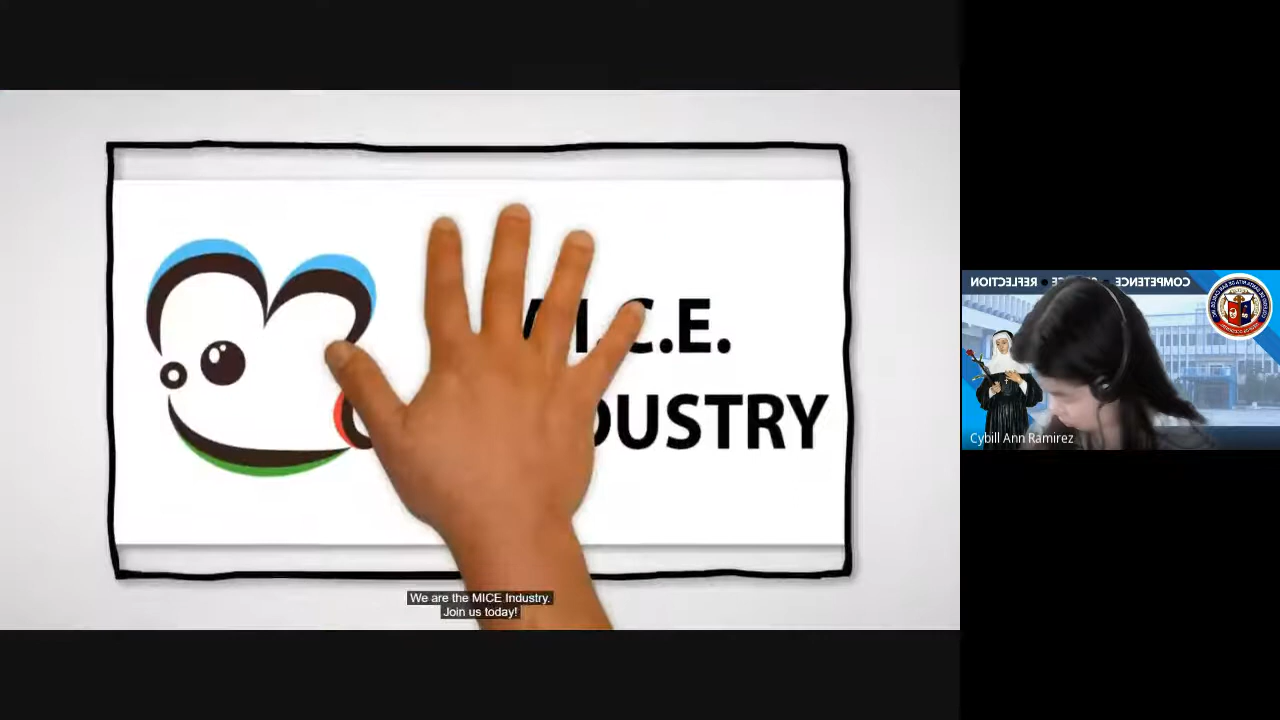 .I.C.E.
DUSTRY
We are the MICE Industry.
Join us today!
COMPETENCE
REFLECTION
Cybill Ann Ramirez